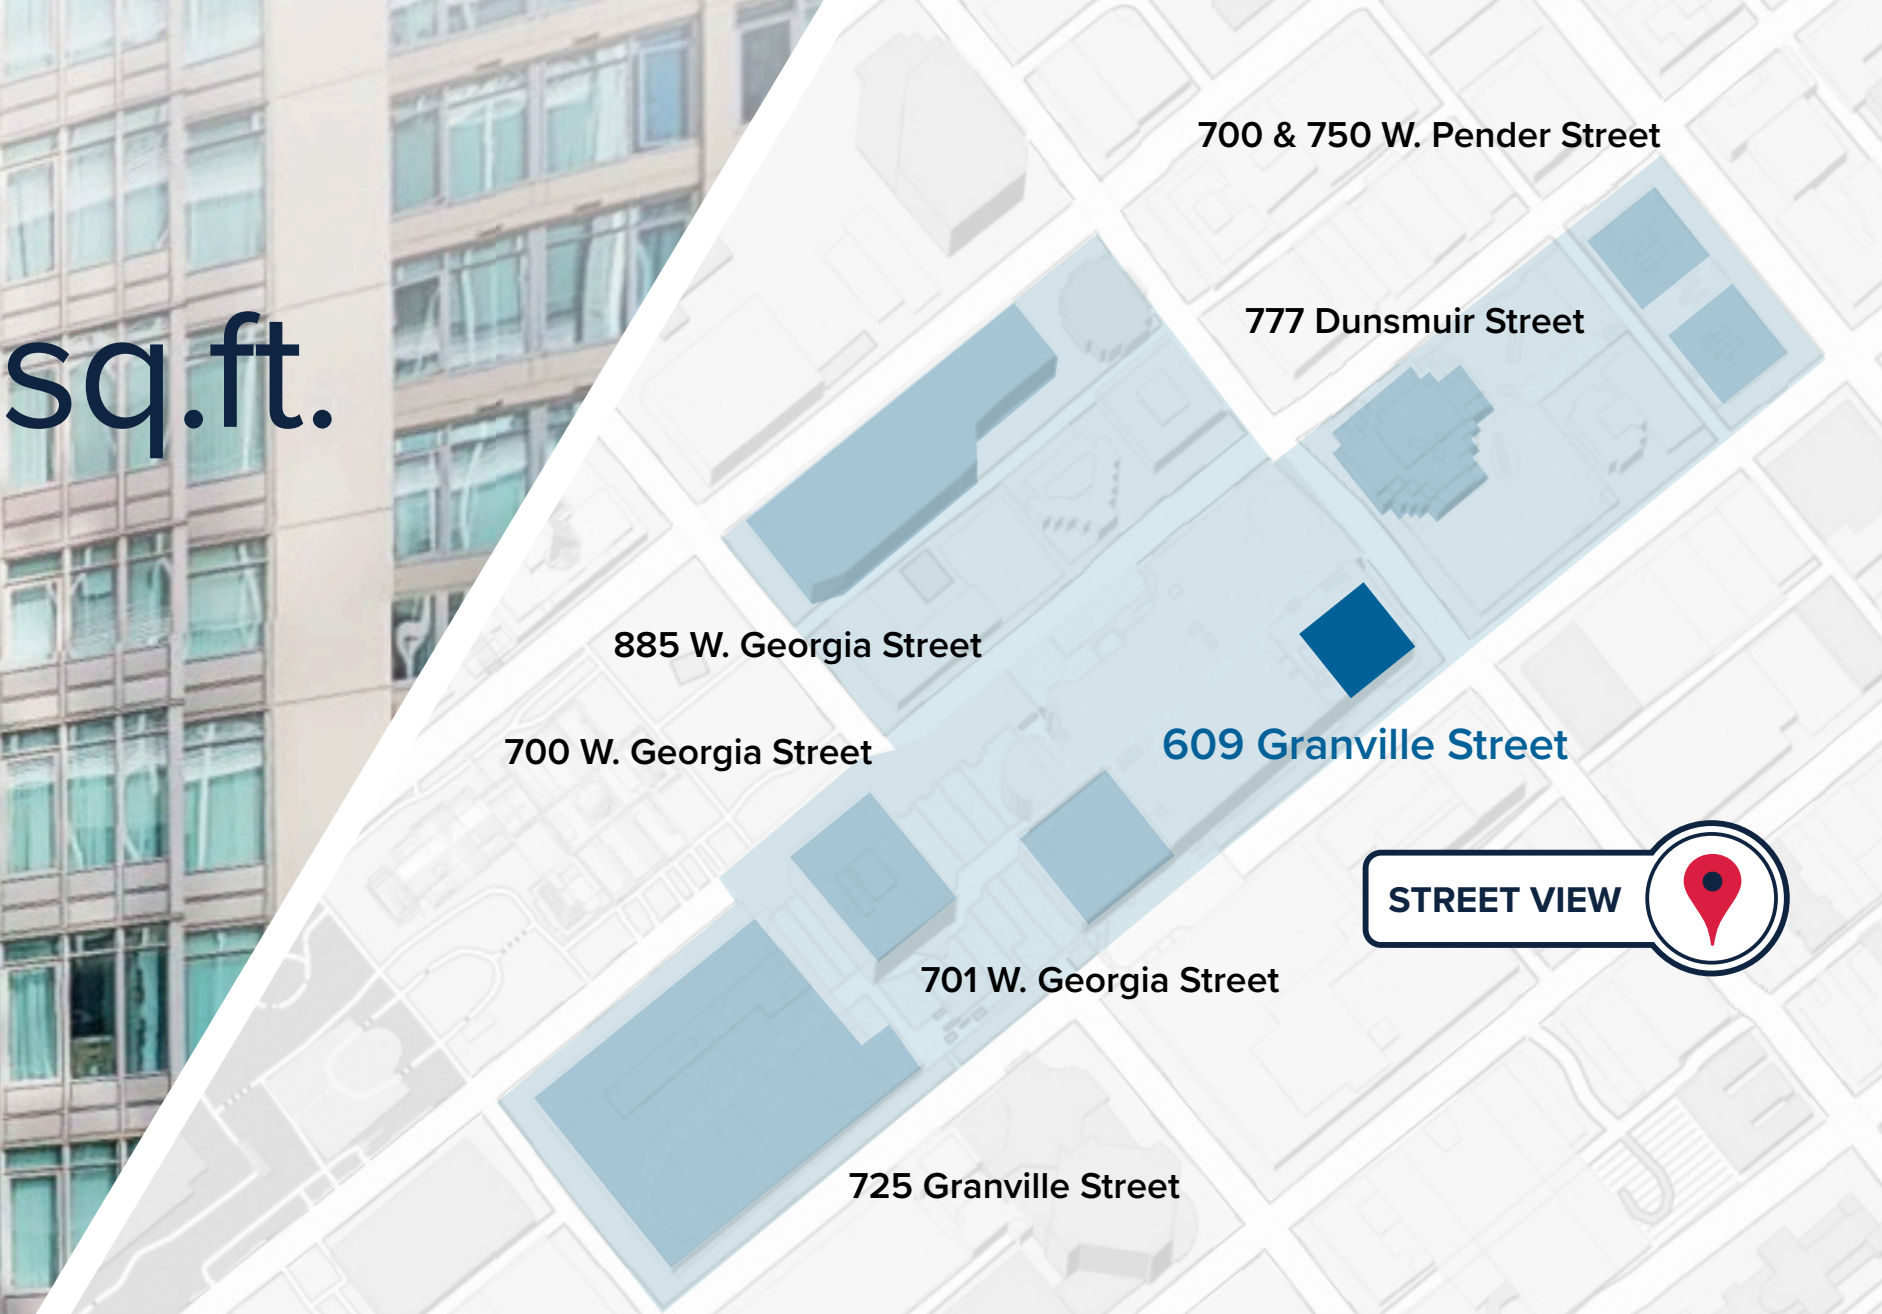 sq.ft.
700 & 750 W. Pender Street
777 Dunsmuir Street
885 W. Georgia Street
700 W. Georgia Street
609 Granville Street
STREET VIEW
701 W. Georgia Street
725 Granville Street